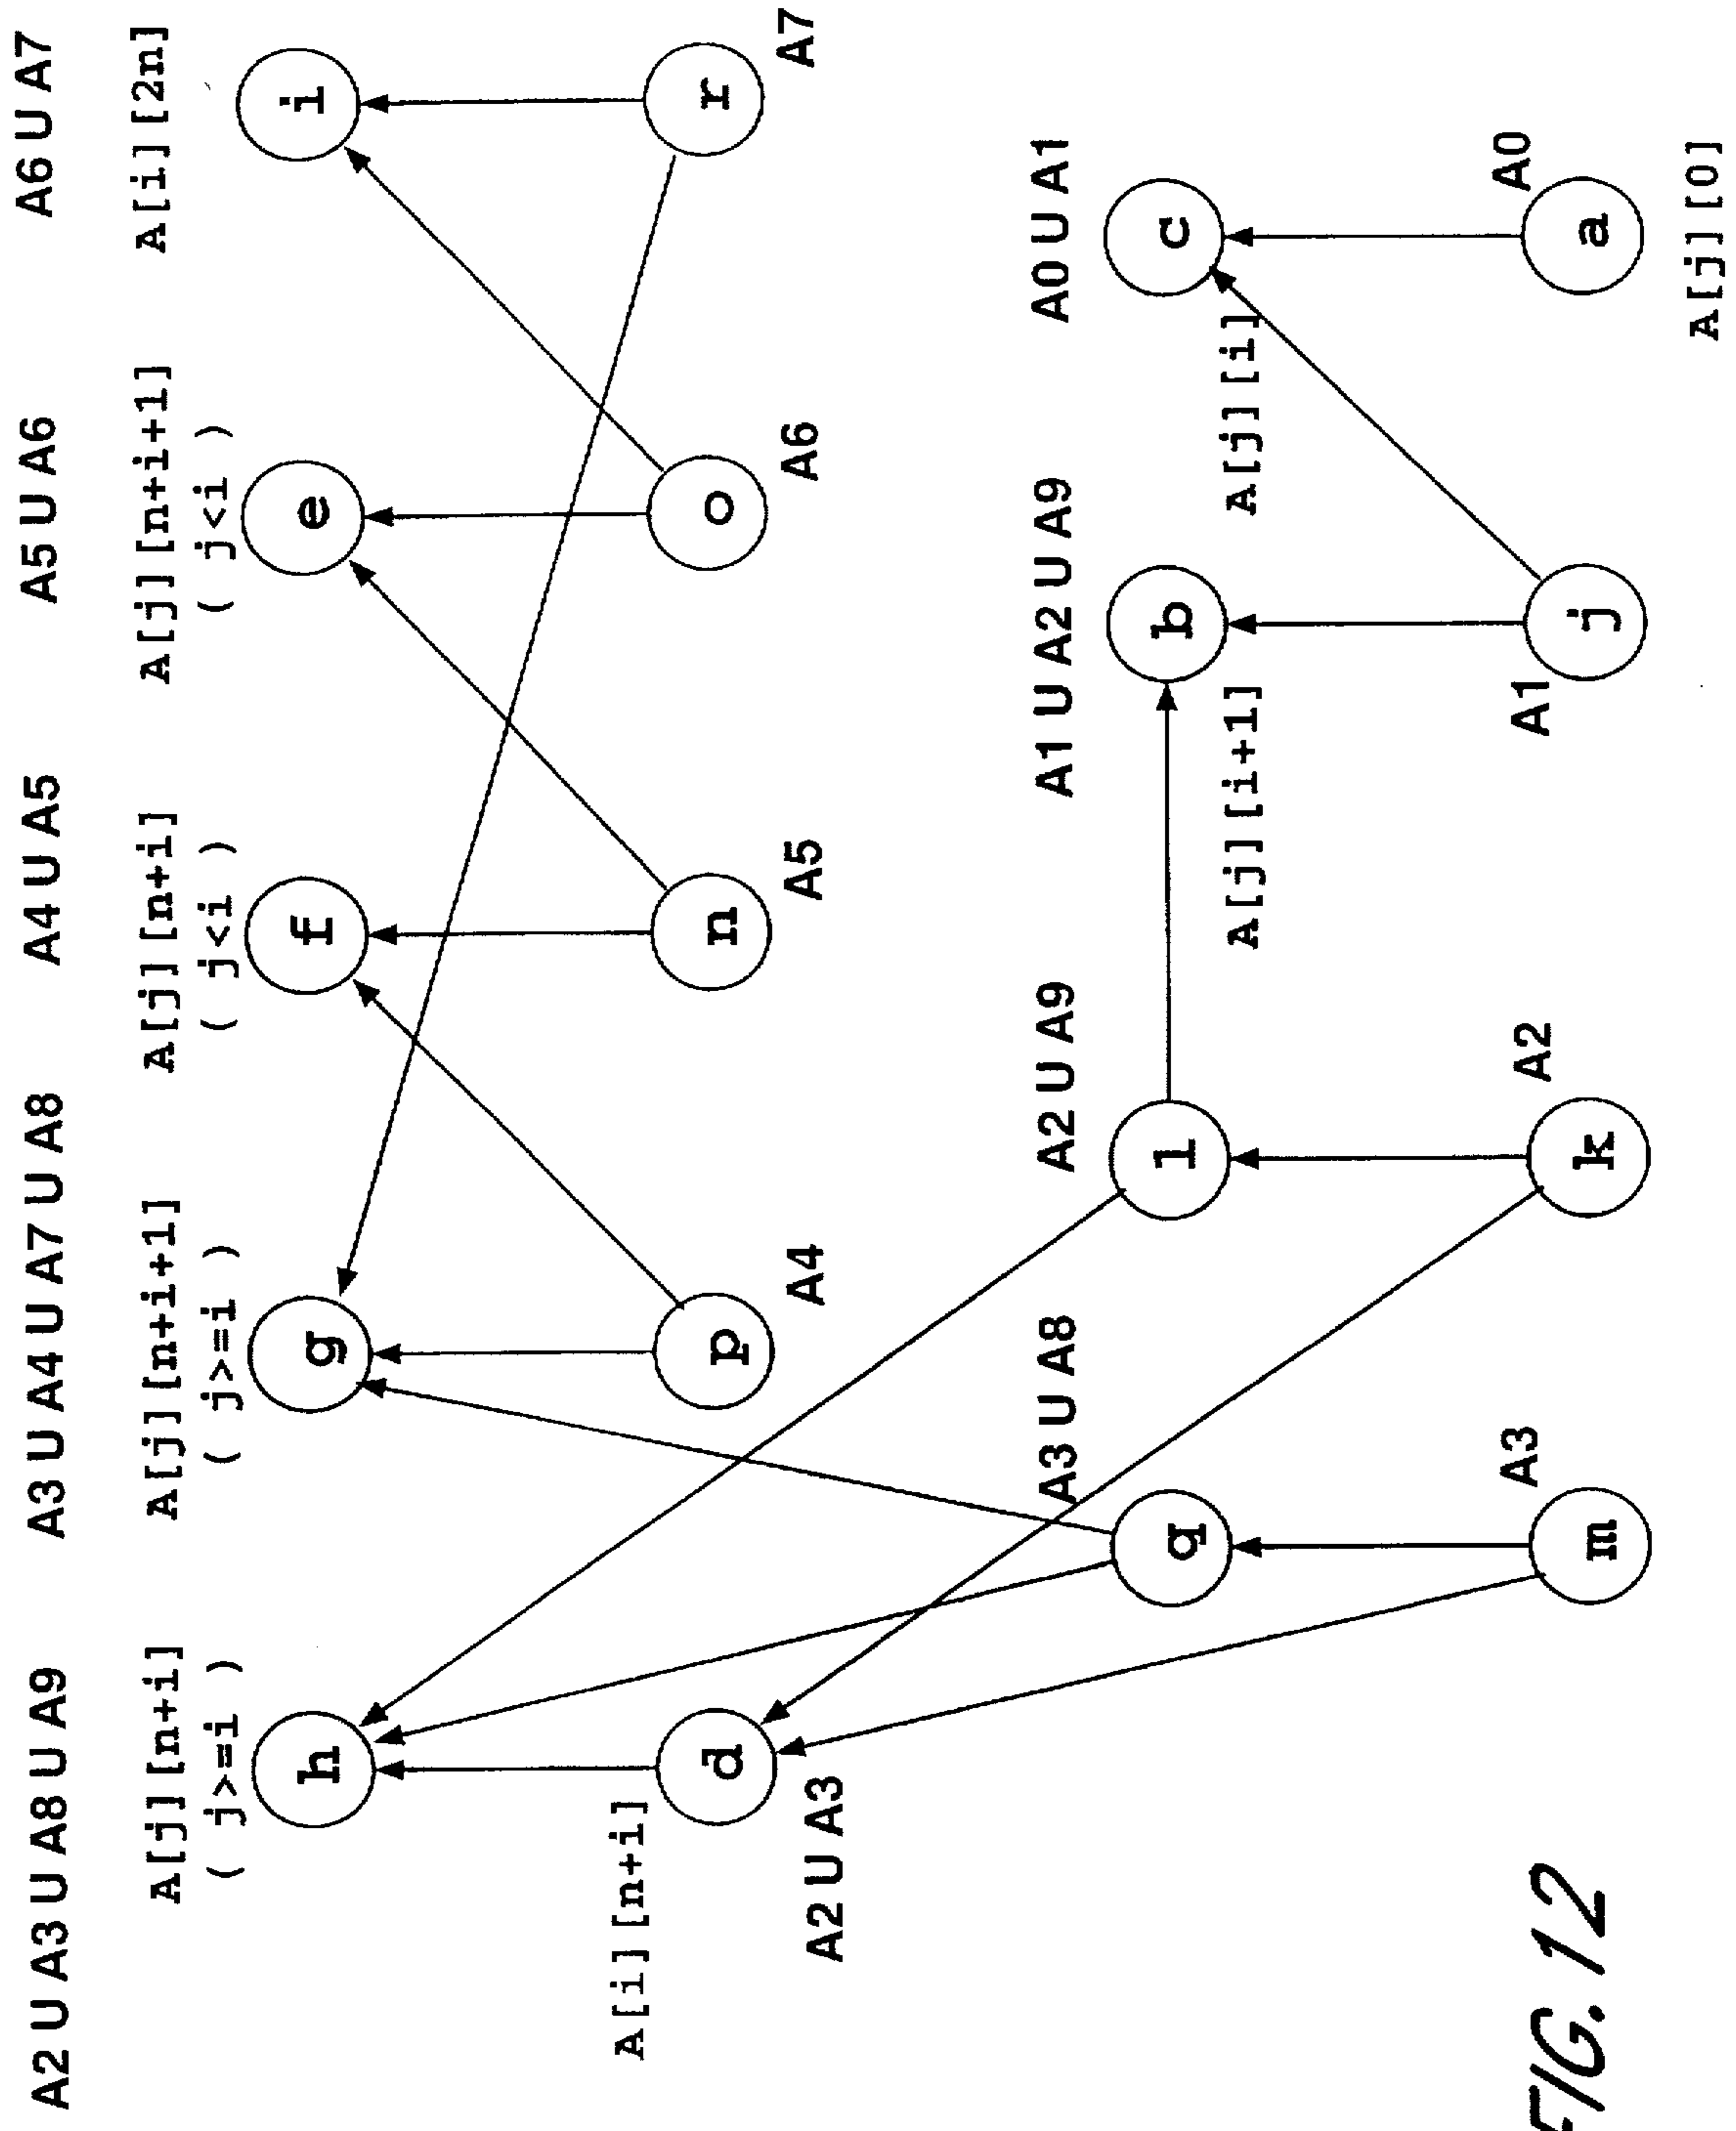 A2 U A3 U A8 U A9
A3 U A4 U A7 U A8
A4 U A5
A5 U A6
A6 U A7
A[j][n+i]
( j>=i )
A[j][n+i+1]
( j>=i )
A[j][n+i]
( j<i )
A[j][n+i+1]
( j<i )
A[i][2n]
h
g
f
e
i
A[i][n+i]
d
p
n
o
r
A2 U A3
A4
A5
A6
A7
A3 U A8
A2 U A9
A1 U A2 U A9
A0 U A1
q
l
b
c
A[j][i+1]
A[j][i]
A3
A2
A1
A0
m
k
j
a
A[j][0]
FIG. 12